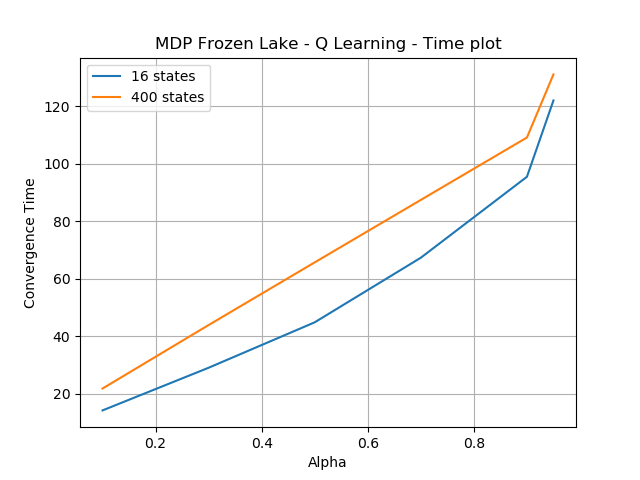 MDP Frozen Lake - Q Learning - Time plot
16 states
400 states
120
100
80
60
40
20
Convergence Time
0.2 0.4 0.6 0.8
Alpha